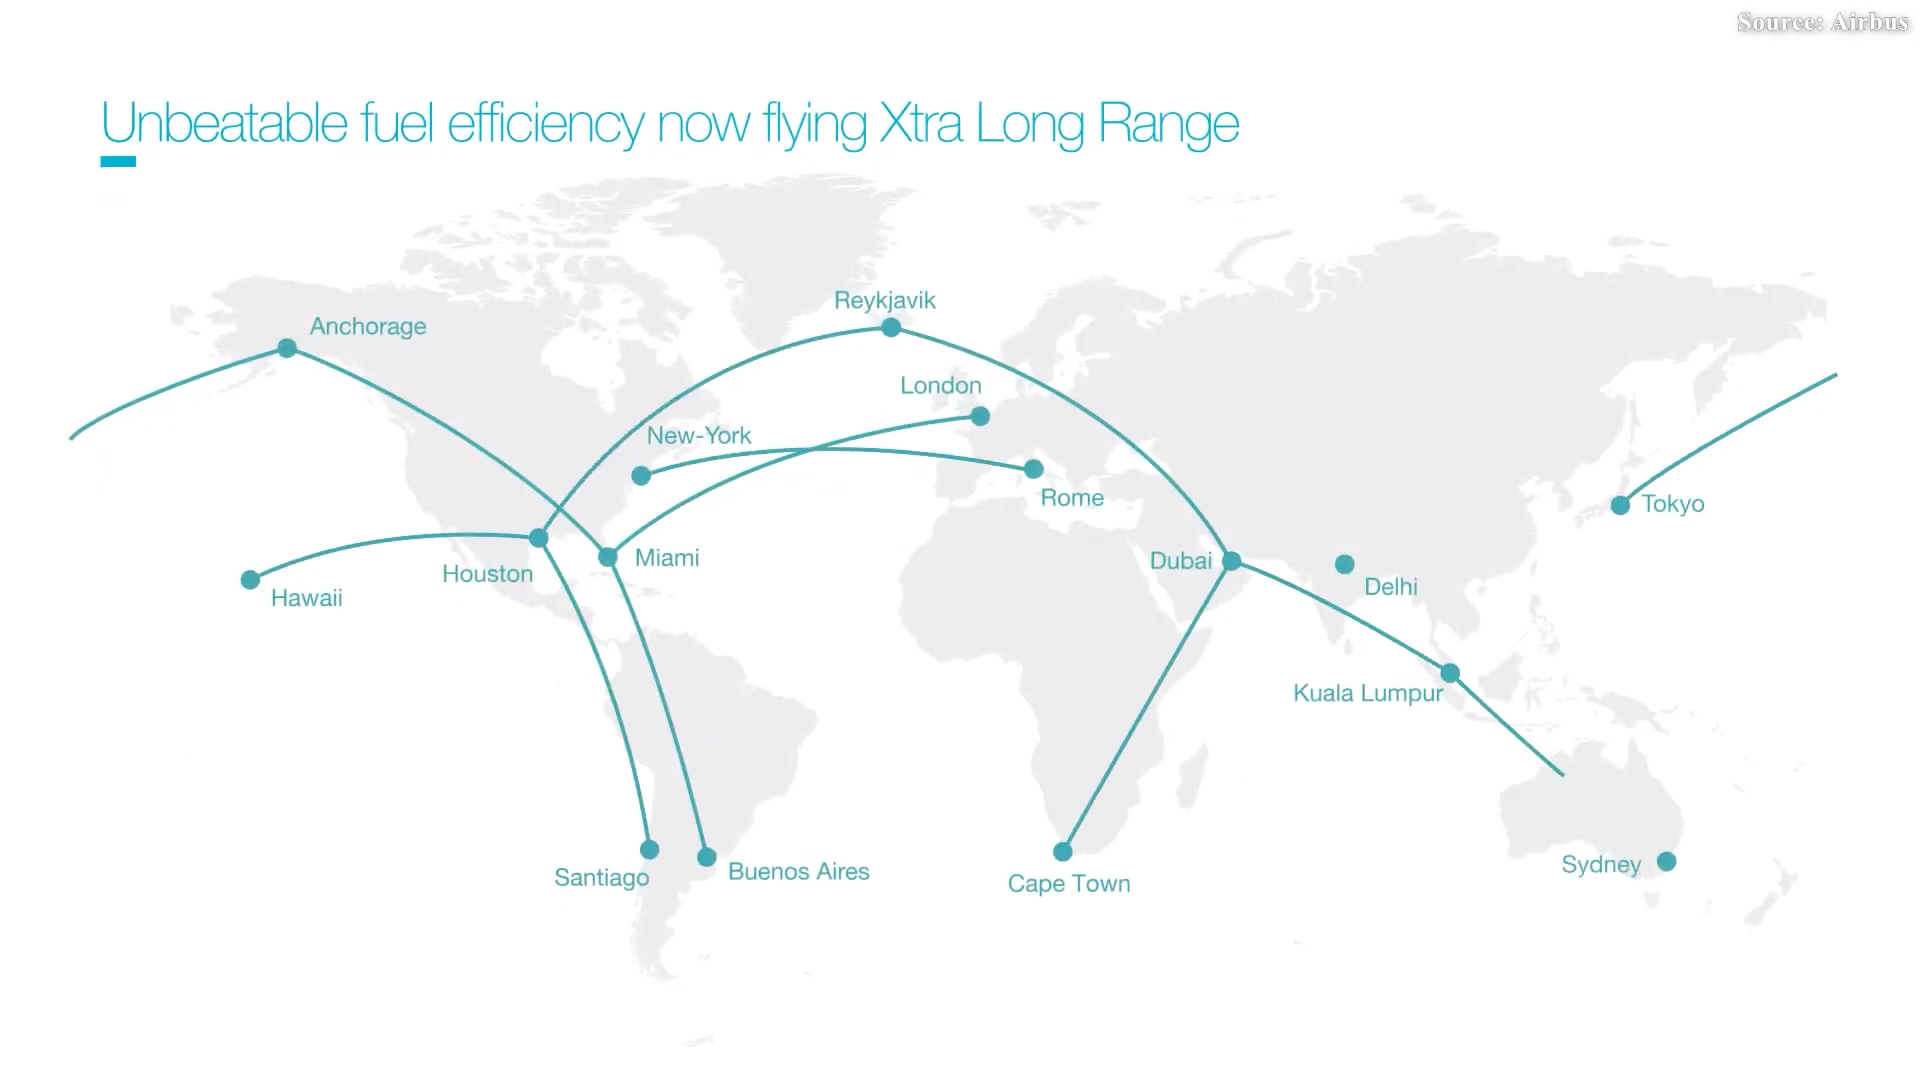 Source: Airbus
Unbeatable fuel efficiency now flying Xtra Long Range
Reykjavik
Anchorage
London
New-York
Rome
Tokyo
Miami
Dubai
Houston
Delhi
Hawaii
Kuala Lumpur
Sydney
Buenos Aires
Santiago
Cape Town